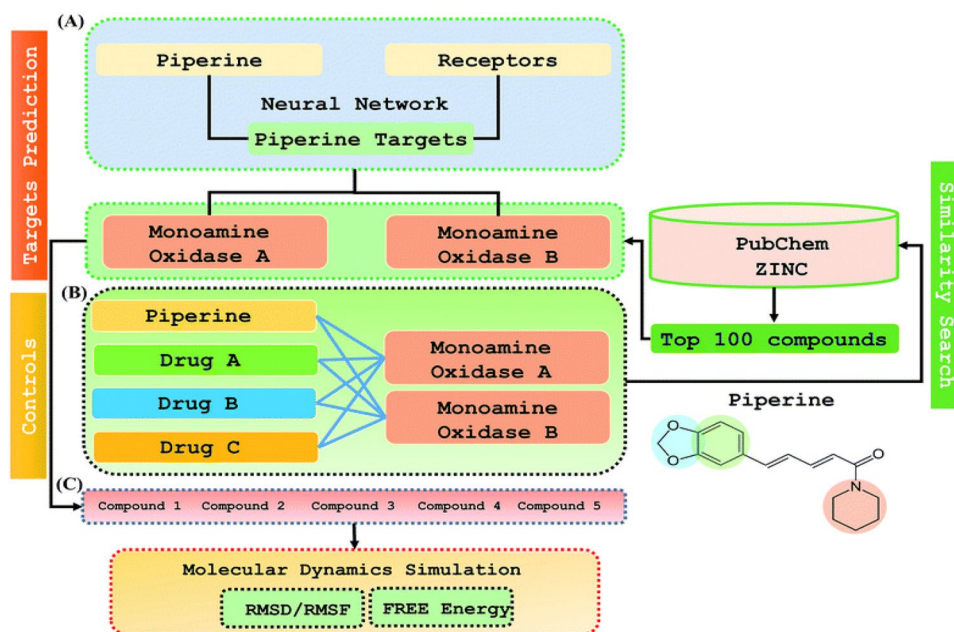 (A)
Targets Prediction
Piperine
Receptors
Neural Network
Piperine Targets
Monoamine
Oxidase A
Monoamine
Oxidase B
PubChem
ZINC
Top 100 compounds
Similarity Search
(B)
Controls
Piperine
Drug A
Drug B
Drug C
Monoamine
Oxidase A
Monoamine
Oxidase B
Piperine
O
O
O
N
(C)
Compound 1 Compound 2 Compound 3 Compound 4 Compound 5
Molecular Dynamics Simulation
RMSD/RMSF
FREE Energy